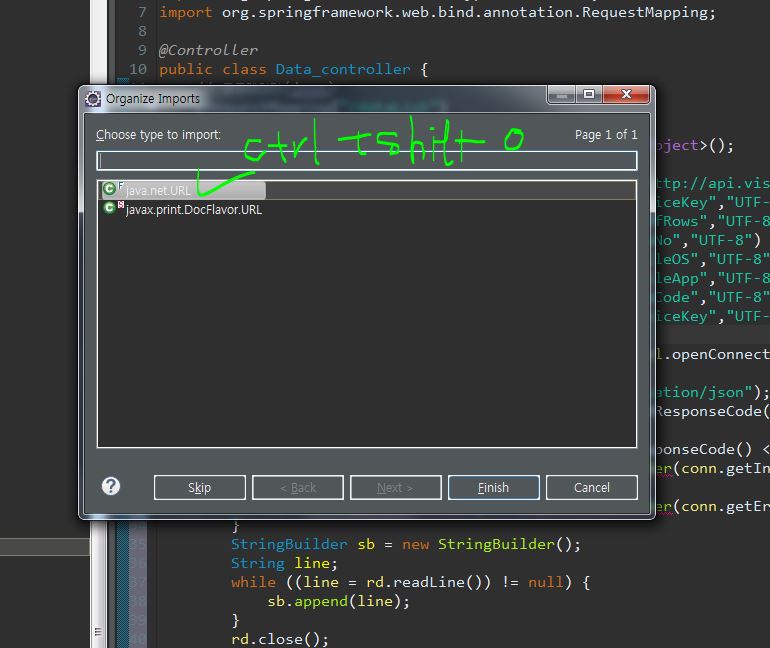 7 import org.springframework.web.bind.annotation.RequestMapping;
8
9 @Controller
10 public class Data_controller {
Organize Imports
Choose type to import:
Page 1 of 1
ctrl + shift - o
java.net.URL
javax.print.DocFlavor.URL
bject>();
ttp://api.vis
iceKey","UTF-
fRows","UTF-8
No","UTF-8")
leOS","UTF-8"
leApp","UTF-8
Code","UTF-8"
iceKey","UTF-
l.openConnect
ation/json");
ResponseCode(
ponseCode() <
er(conn.getIn
er(conn.getEr
Skip
< Back
Next >
Finish
Cancel
}
StringBuilder sb = new StringBuilder();
String line;
while ((line = rd.readLine()) != null) {
sb.append(line);
}
rd.close();